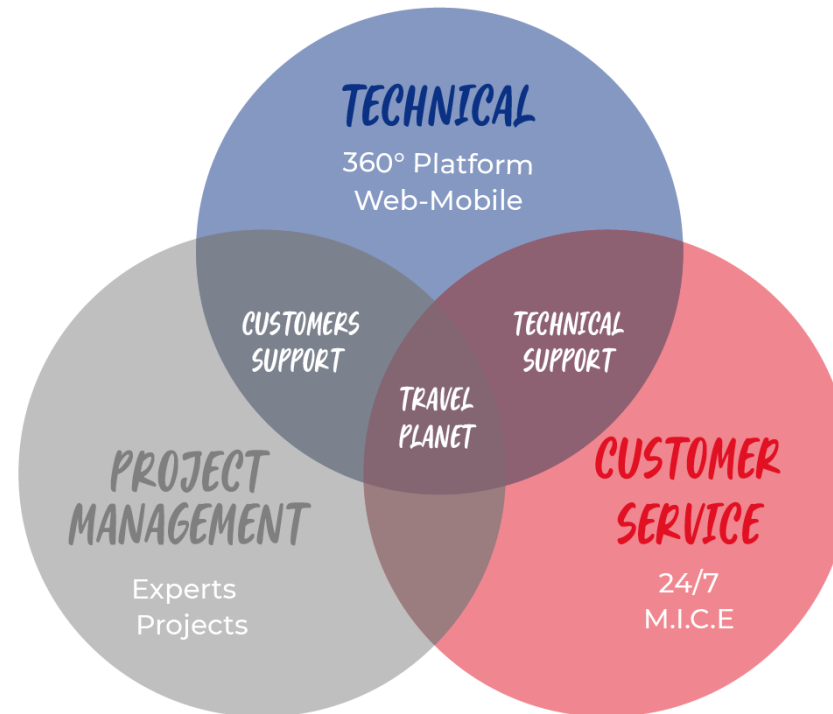 TECHNICAL
360° Platform
Web-Mobile
CUSTOMERS
SUPPORT
TECHNICAL
SUPPORT
TRAVEL
PLANET
PROJECT
MANAGEMENT
Experts
Projects
CUSTOMER
SERVICE
24/7
M.I.C.E